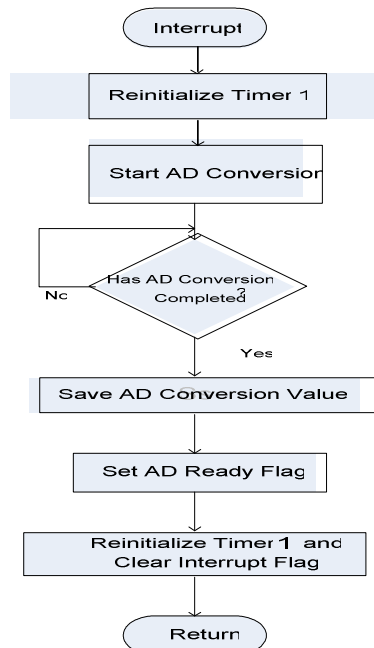 Interrupt
Reinitialize Timer 1
Start AD Conversion
Has AD Conversion
Completed?
No
Yes
Save AD Conversion Value
Set AD Ready Flag
Reinitialize Timer 1 and
Clear Interrupt Flag
Return